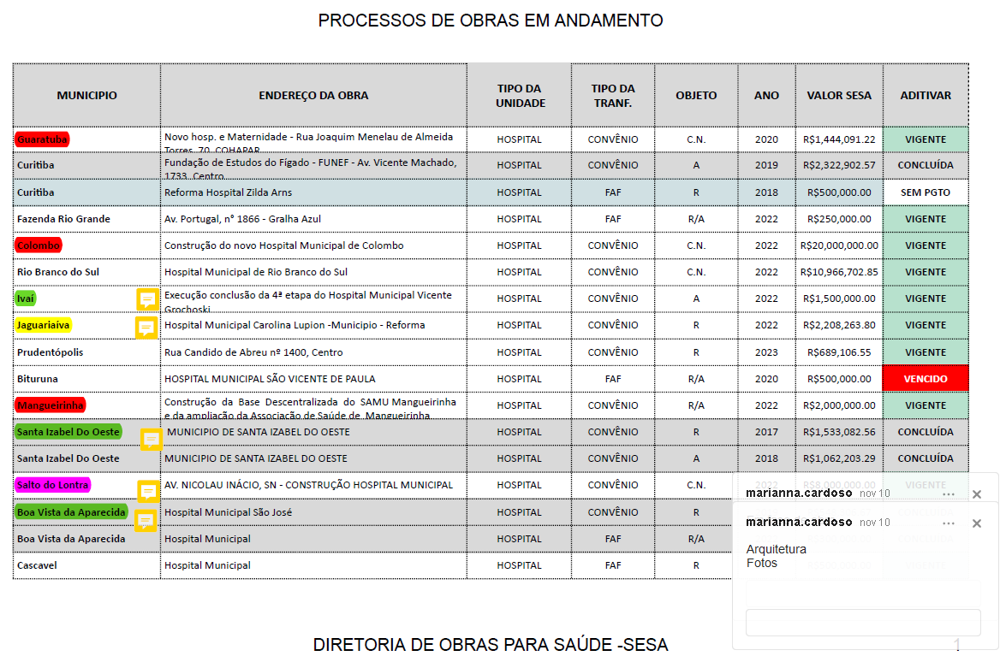 PROCESSOS DE OBRAS EM ANDAMENTO
MUNICIPIO ENDEREÇO DA OBRA TIPO DA UNIDADE TIPO DA TRANF. OBJETO ANO VALOR SESA ADITIVAR
Guaratuba Novo hosp. e Maternidade - Rua Joaquim Menelau de Almeida Torres, 70, COHAPAR HOSPITAL CONVÊNIO C.N. 2020 R$1,444,091.22 VIGENTE
Curitiba Fundação de Estudos do Fígado - FUNEF - Av. Vicente Machado, 1733, Centro HOSPITAL CONVÊNIO A 2019 R$2,322,902.57 CONCLUÍDA
Curitiba Reforma Hospital Zilda Arns HOSPITAL FAF R 2018 R$500,000.00 SEM PGTO
Fazenda Rio Grande Av. Portugal, n° 1866 - Gralha Azul HOSPITAL FAF R/A 2022 R$250,000.00 VIGENTE
Colombo Construção do novo Hospital Municipal de Colombo HOSPITAL CONVÊNIO C.N. 2022 R$20,000,000.00 VIGENTE
Rio Branco do Sul Hospital Municipal de Rio Branco do Sul HOSPITAL CONVÊNIO C.N. 2022 R$10,966,702.85 VIGENTE
Ivaí Execução conclusão da 4ª etapa do Hospital Municipal Vicente Grochoski HOSPITAL CONVÊNIO A 2022 R$1,500,000.00 VIGENTE
Jaguariaíva Hospital Municipal Carolina Lupion -Municipio - Reforma HOSPITAL CONVÊNIO R 2022 R$2,208,263.80 VIGENTE
Prudentópolis Rua Candido de Abreu nº 1400, Centro HOSPITAL CONVÊNIO R 2023 R$689,106.55 VIGENTE
Bituruna HOSPITAL MUNICIPAL SÃO VICENTE DE PAULA HOSPITAL FAF R/A 2020 R$500,000.00 VENCIDO
Mangueirinha Construção da Base Descentralizada do SAMU Mangueirinha e da ampliação da Associação de Saúde de Mangueirinha HOSPITAL CONVÊNIO R/A 2022 R$2,000,000.00 VIGENTE
Santa Izabel Do Oeste MUNICIPIO DE SANTA IZABEL DO OESTE HOSPITAL CONVÊNIO R 2017 R$1,533,082.56 CONCLUÍDA
Santa Izabel Do Oeste MUNICIPIO DE SANTA IZABEL DO OESTE HOSPITAL CONVÊNIO A 2018 R$1,062,203.29 CONCLUÍDA
Salto do Lontra AV. NICOLAU INÁCIO, SN - CONSTRUÇÃO HOSPITAL MUNICIPAL HOSPITAL CONVÊNIO C.N. 2022 R$8,000,000.00 VIGENTE
marianna.cardoso nov 10
Boa Vista da Aparecida Hospital Municipal São José HOSPITAL CONVÊNIO R
marianna.cardoso nov 10
Boa Vista da Aparecida Hospital Municipal HOSPITAL FAF R/A
Arquitetura
Fotos
Cascavel Hospital Municipal HOSPITAL FAF R
DIRETORIA DE OBRAS PARA SAÚDE -SESA
1